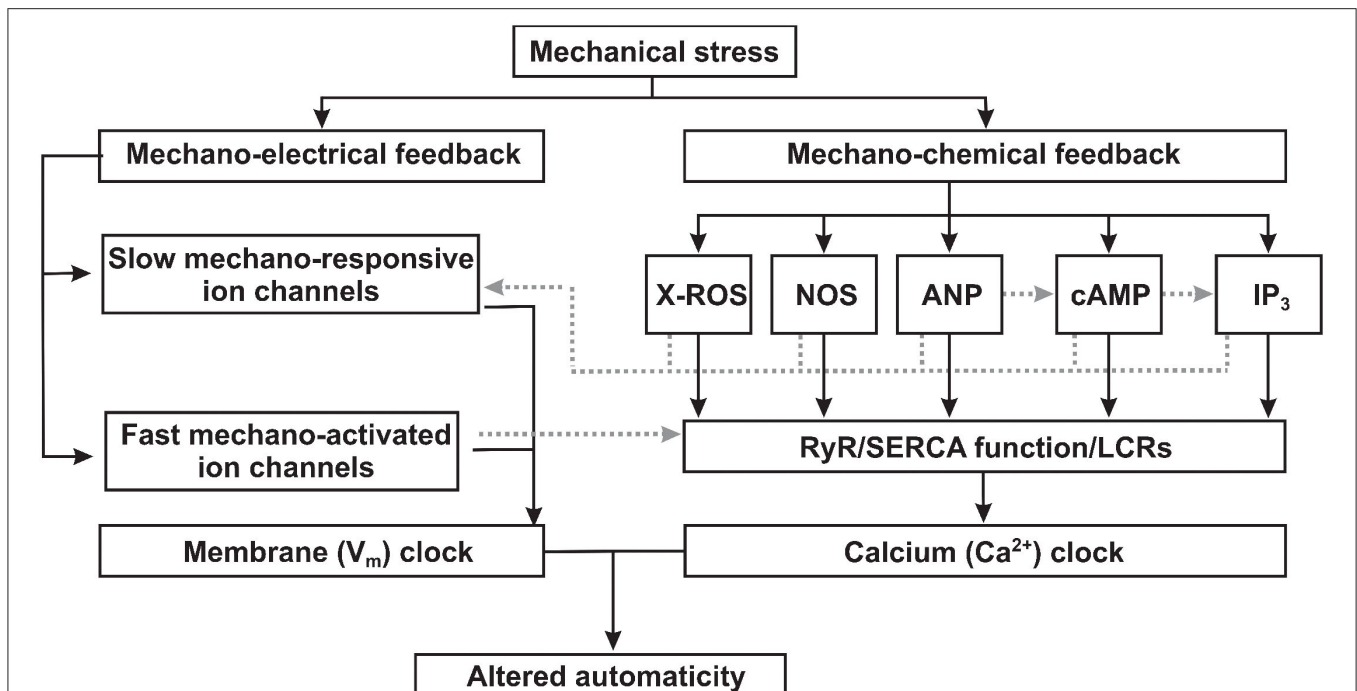 Mechanical stress
Mechano-electrical feedback
Mechano-chemical feedback
Slow mechano-responsive
ion channels
X-ROS
NOS
ANP
cAMP
IP₃
Fast mechano-activated
ion channels
RyR/SERCA function/LCRs
Membrane (Vₘ) clock
Calcium (Ca²⁺) clock
Altered automaticity